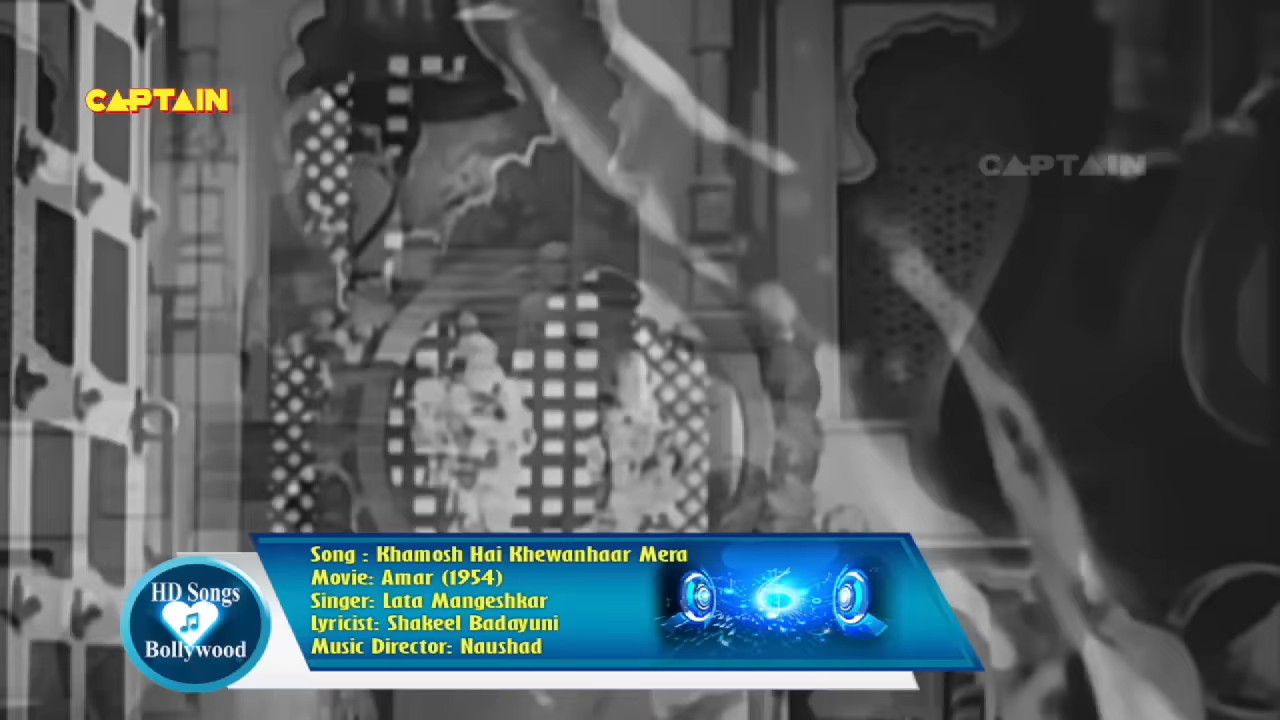 CAPTAIN
CAPTAIN
Song : Khamosh Hai Khewanhaar Mera
Movie: Amar (1954)
Singer: Lata Mangeshkar
Lyricist: Shakeel Badayuni
Music Director: Naushad
HD Songs
Bollywood